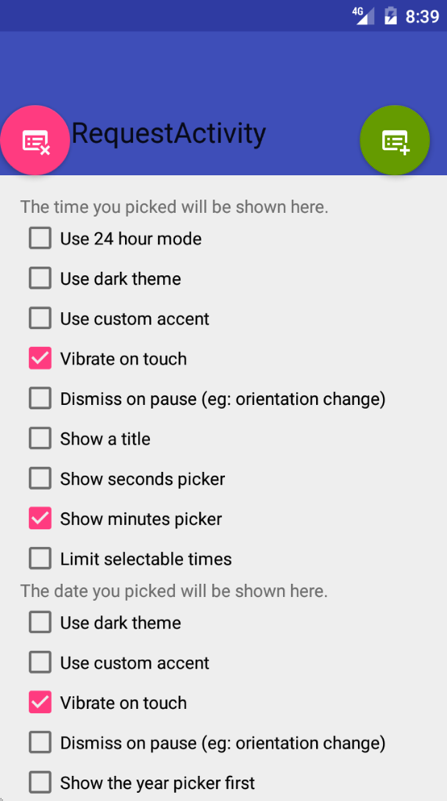 4G 8:39
RequestActivity
The time you picked will be shown here.
Use 24 hour mode
Use dark theme
Use custom accent
Vibrate on touch
Dismiss on pause (eg: orientation change)
Show a title
Show seconds picker
Show minutes picker
Limit selectable times
The date you picked will be shown here.
Use dark theme
Use custom accent
Vibrate on touch
Dismiss on pause (eg: orientation change)
Show the year picker first